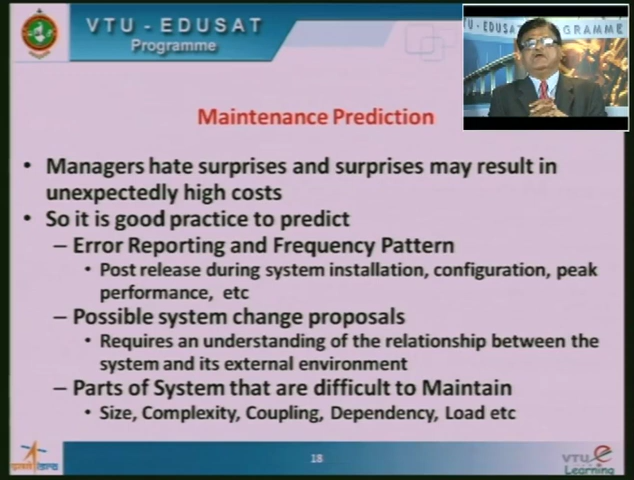 VTU - EDUSAT
Programme
- EDUSAT PROGRAMME
Maintenance Prediction
• Managers hate surprises and surprises may result in
unexpectedly high costs
• So it is good practice to predict
– Error Reporting and Frequency Pattern
• Post release during system installation, configuration, peak
performance, etc
– Possible system change proposals
• Requires an understanding of the relationship between the
system and its external environment
– Parts of System that are difficult to Maintain
• Size, Complexity, Coupling, Dependency, Load etc
18
VTU e
Learning